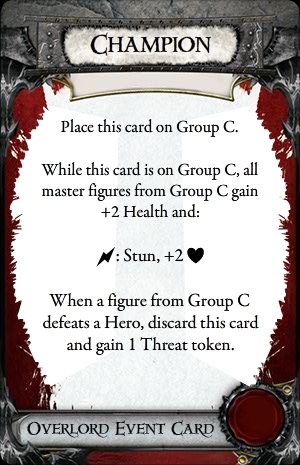 Champion
Place this card on Group C.
While this card is on Group C, all
master figures from Group C gain
+2 Health and:
: Stun, +2 ♥
When a figure from Group C
defeats a Hero, discard this card
and gain 1 Threat token.
Overlord Event Card